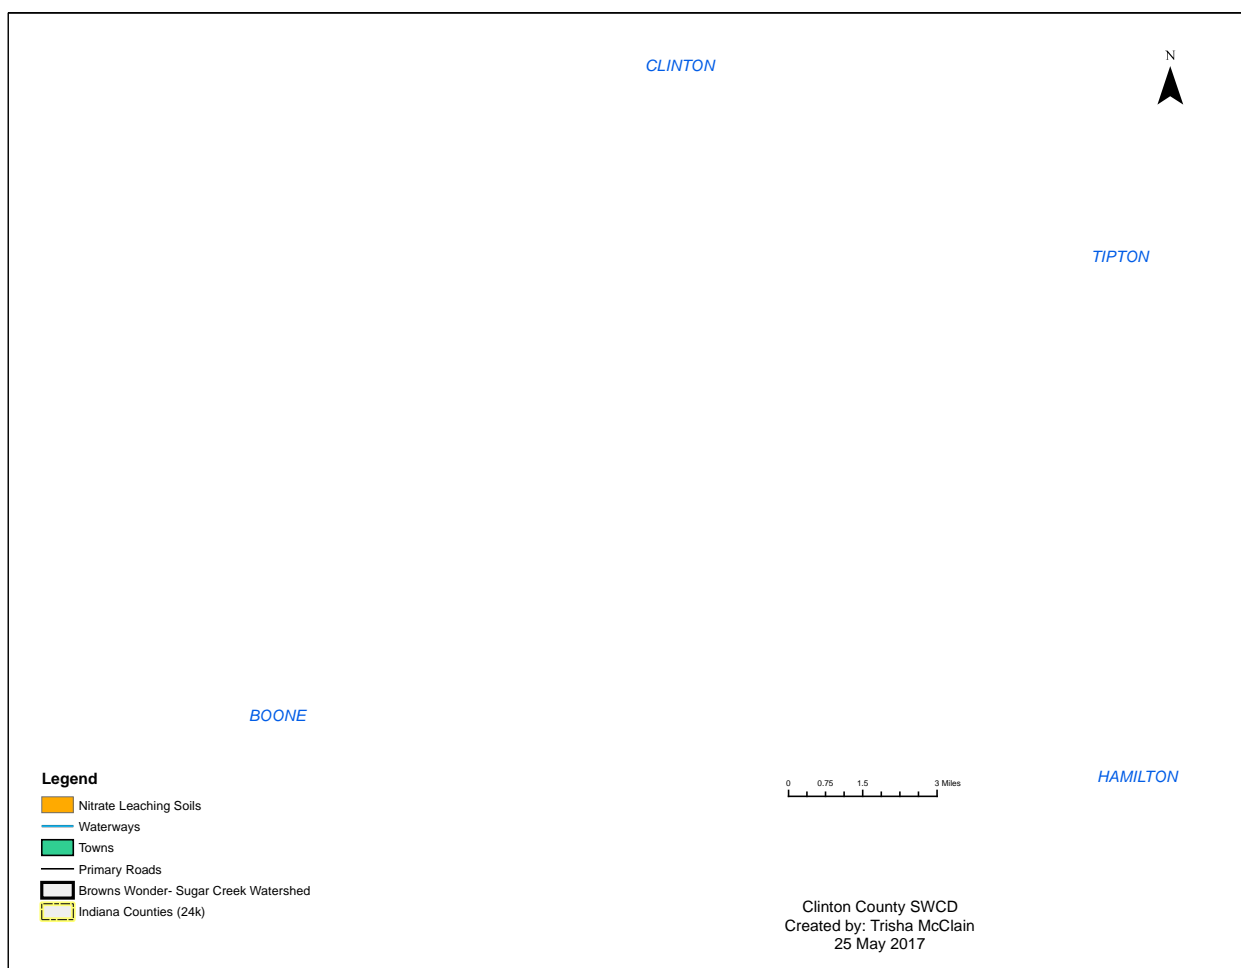 CLINTON
N
TIPTON
BOONE
HAMILTON
Legend
Nitrate Leaching Soils
Waterways
Towns
Primary Roads
Browns Wonder- Sugar Creek Watershed
Indiana Counties (24k)
0 0.75 1.5 3 Miles
Clinton County SWCD
Created by: Trisha McClain
25 May 2017